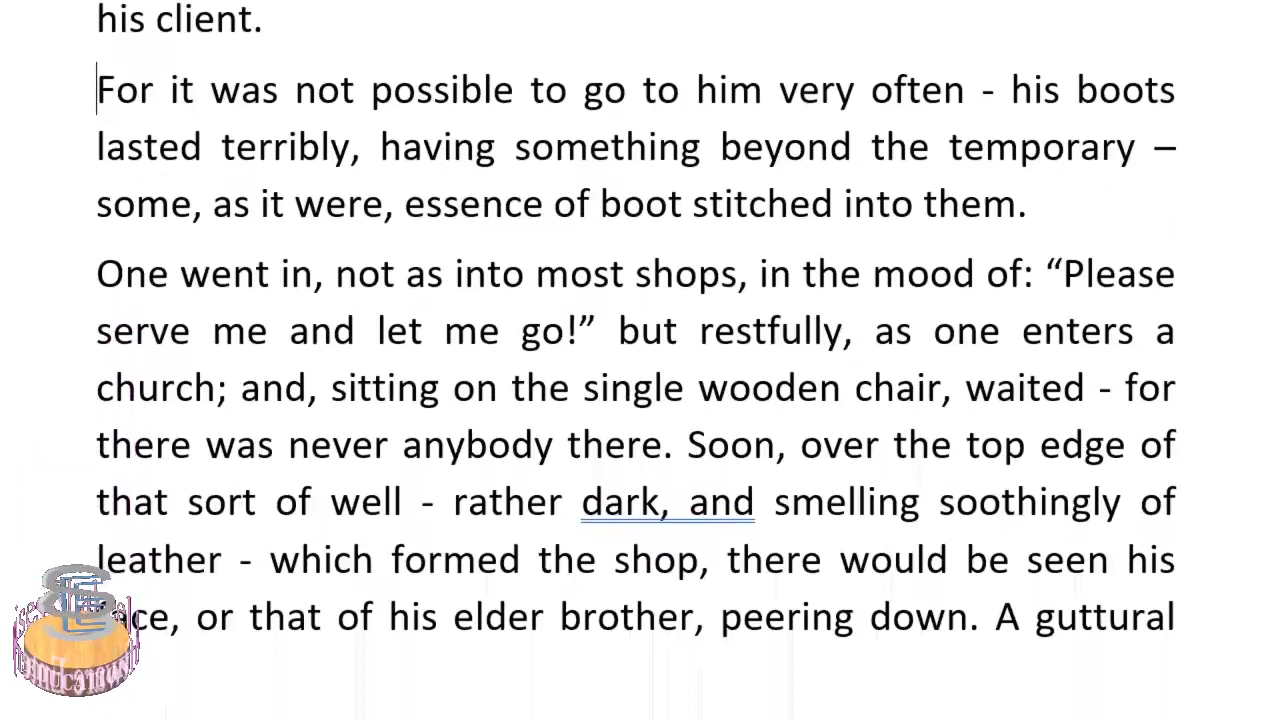 his client.
For it was not possible to go to him very often - his boots
lasted terribly, having something beyond the temporary –
some, as it were, essence of boot stitched into them.
One went in, not as into most shops, in the mood of: “Please
serve me and let me go!” but restfully, as one enters a
church; and, sitting on the single wooden chair, waited - for
there was never anybody there. Soon, over the top edge of
that sort of well - rather dark, and smelling soothingly of
leather - which formed the shop, there would be seen his
face, or that of his elder brother, peering down. A guttural